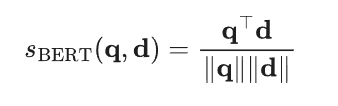 s_BERT(𝐪, 𝐝) = 𝐪^⊤𝐝 / ‖𝐪‖‖𝐝‖